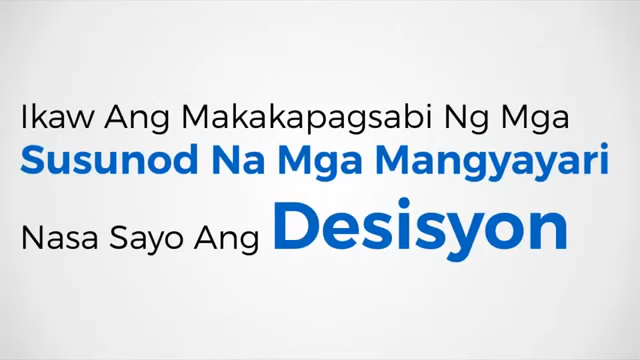 Ikaw Ang Makakapagsabi Ng Mga
Susunod Na Mga Mangyayari
Nasa Sayo Ang Desisyon